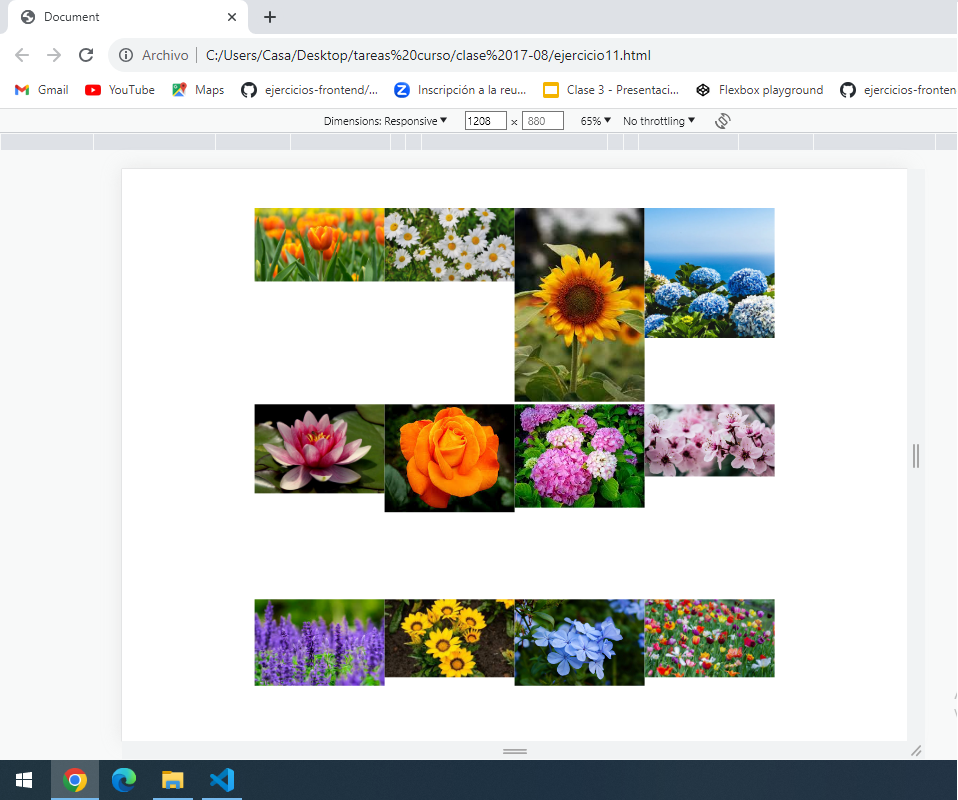 Document
Archivo C:/Users/Casa/Desktop/tareas%20curso/clase%2017-08/ejercicio11.html
Gmail YouTube Maps ejercicios-frontend/... Inscripción a la reu... Clase 3 - Presentaci... Flexbox playground ejercicios-fronten
Dimensions: Responsive 1208 x 880 65% No throttling